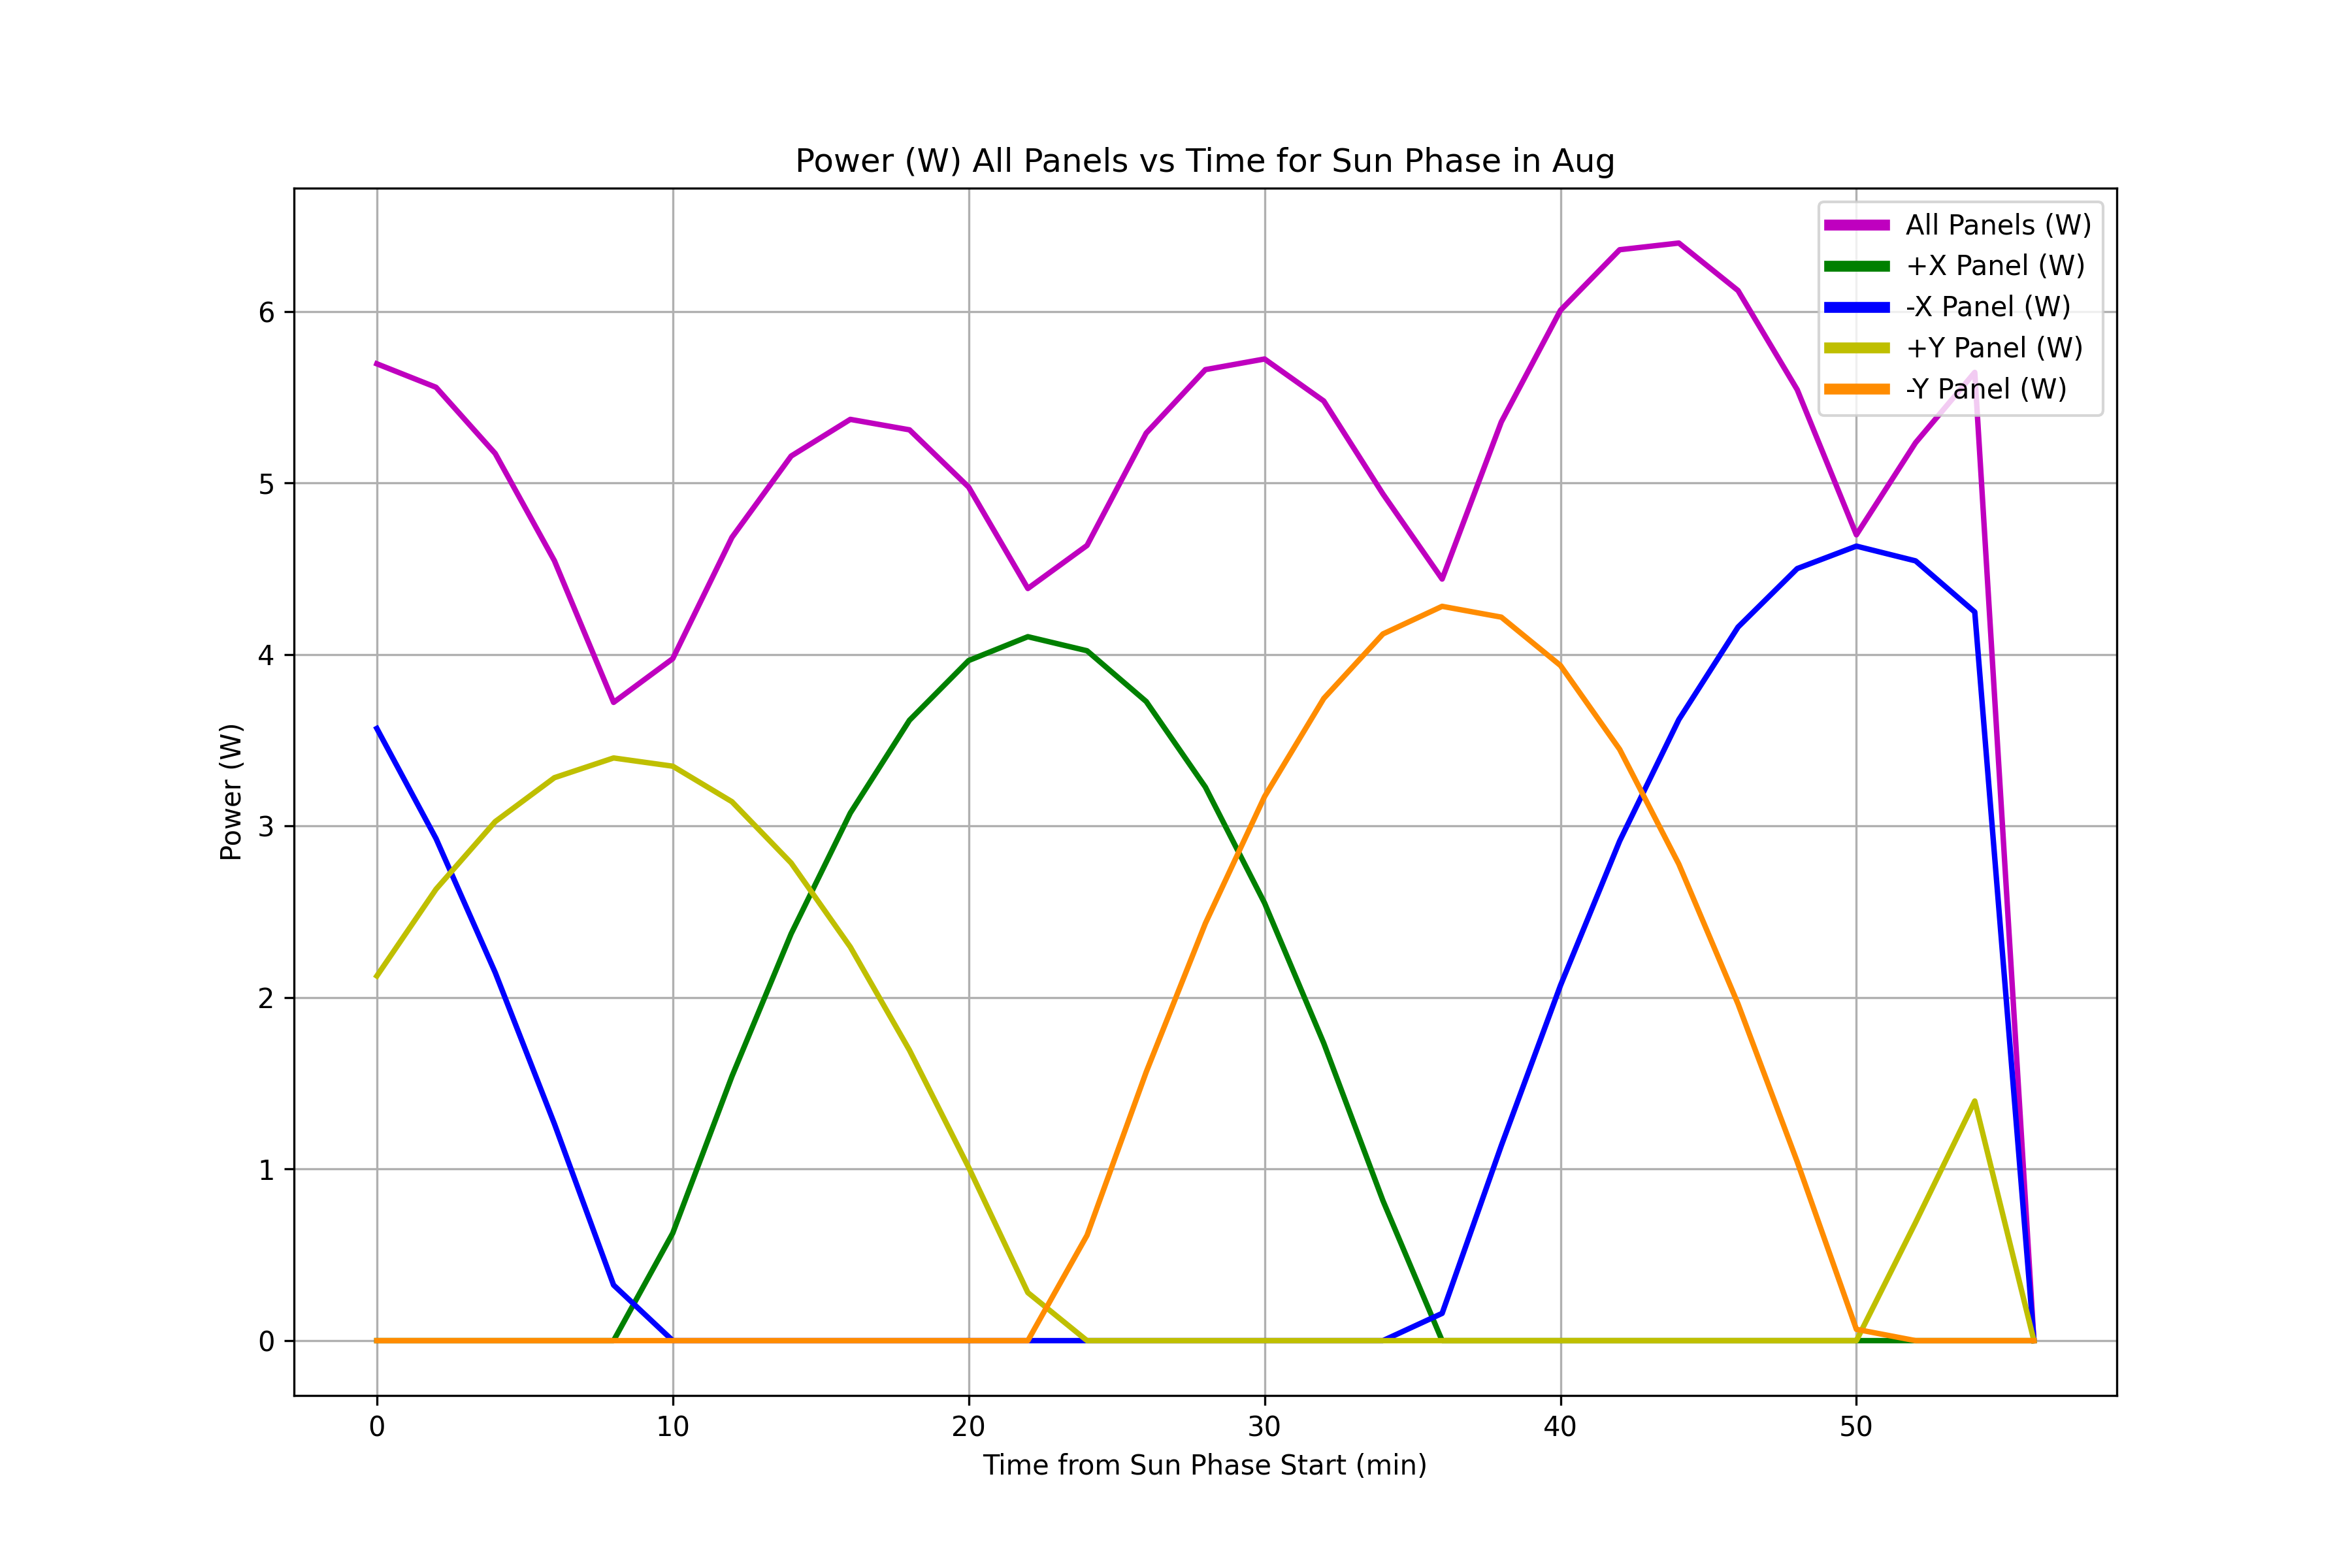 Power (W) All Panels vs Time for Sun Phase in Aug
All Panels (W)
+X Panel (W)
-X Panel (W)
+Y Panel (W)
-Y Panel (W)
Power (W)
6
5
4
3
2
1
0
0 10 20 30 40 50
Time from Sun Phase Start (min)